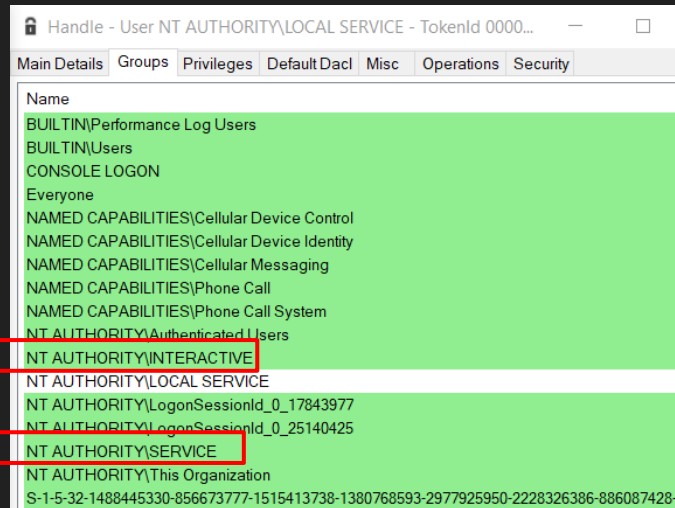 Handle - User NT AUTHORITY\LOCAL SERVICE - TokenId 0000...
Main Details Groups Privileges Default Dacl Misc Operations Security
Name
BUILTIN\Performance Log Users
BUILTIN\Users
CONSOLE LOGON
Everyone
NAMED CAPABILITIES\Cellular Device Control
NAMED CAPABILITIES\Cellular Device Identity
NAMED CAPABILITIES\Cellular Messaging
NAMED CAPABILITIES\Phone Call
NAMED CAPABILITIES\Phone Call System
NT AUTHORITY\Authenticated Users
NT AUTHORITY\INTERACTIVE
NT AUTHORITY\LOCAL SERVICE
NT AUTHORITY\LogonSessionId_0_17843977
NT AUTHORITY\LogonSessionId_0_25140425
NT AUTHORITY\SERVICE
NT AUTHORITY\This Organization
S-1-5-32-1488445330-856673777-1515413738-1380768593-2977925950-2228326386-886087428-